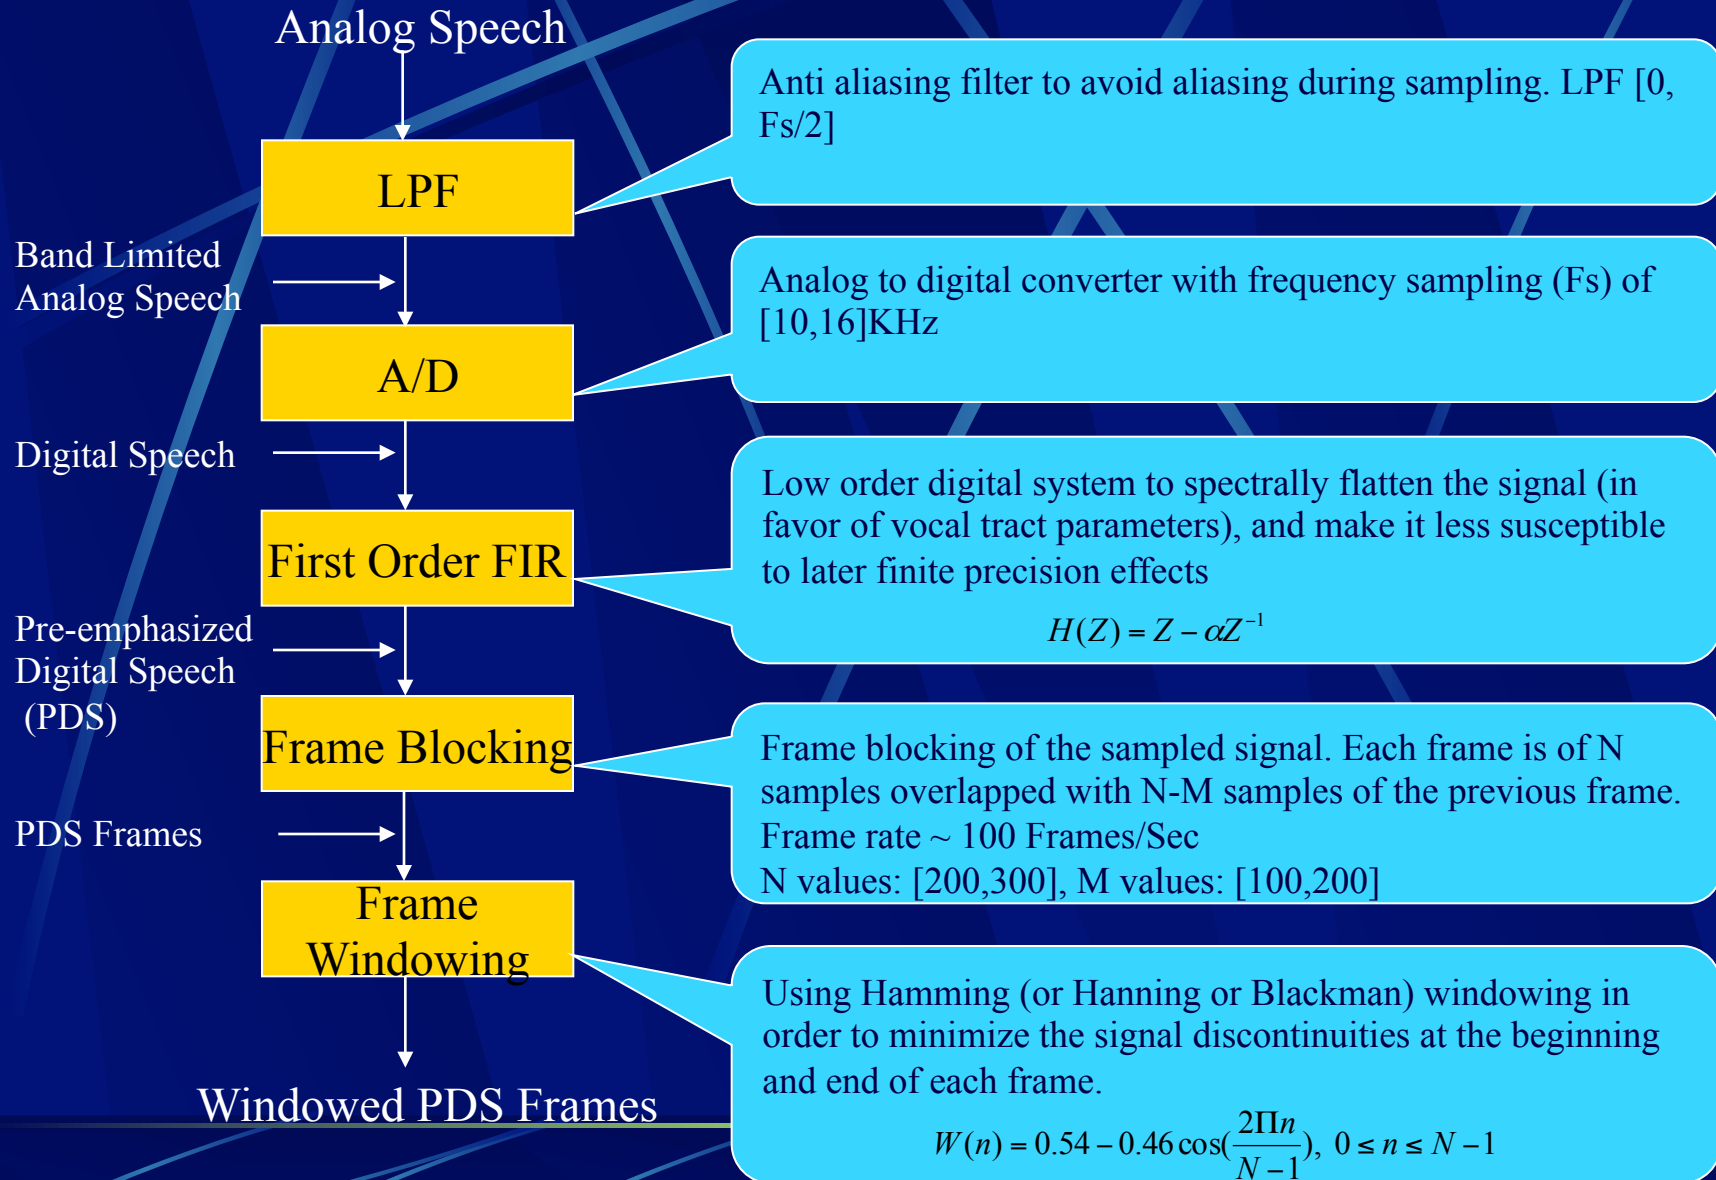 Analog Speech
Anti aliasing filter to avoid aliasing during sampling. LPF [0,
Fs/2]
LPF
Band Limited
Analog Speech
Analog to digital converter with frequency sampling (Fs) of
[10,16]KHz
A/D
Digital Speech
Low order digital system to spectrally flatten the signal (in
favor of vocal tract parameters), and make it less susceptible
to later finite precision effects
H(Z) = Z − αZ⁻¹
First Order FIR
Pre-emphasized
Digital Speech
(PDS)
Frame Blocking
Frame blocking of the sampled signal. Each frame is of N
samples overlapped with N-M samples of the previous frame.
Frame rate ~ 100 Frames/Sec
N values: [200,300], M values: [100,200]
PDS Frames
Frame
Windowing
Using Hamming (or Hanning or Blackman) windowing in
order to minimize the signal discontinuities at the beginning
and end of each frame.
W(n) = 0.54 − 0.46 cos(2Πn/N−1), 0 ≤ n ≤ N − 1
Windowed PDS Frames